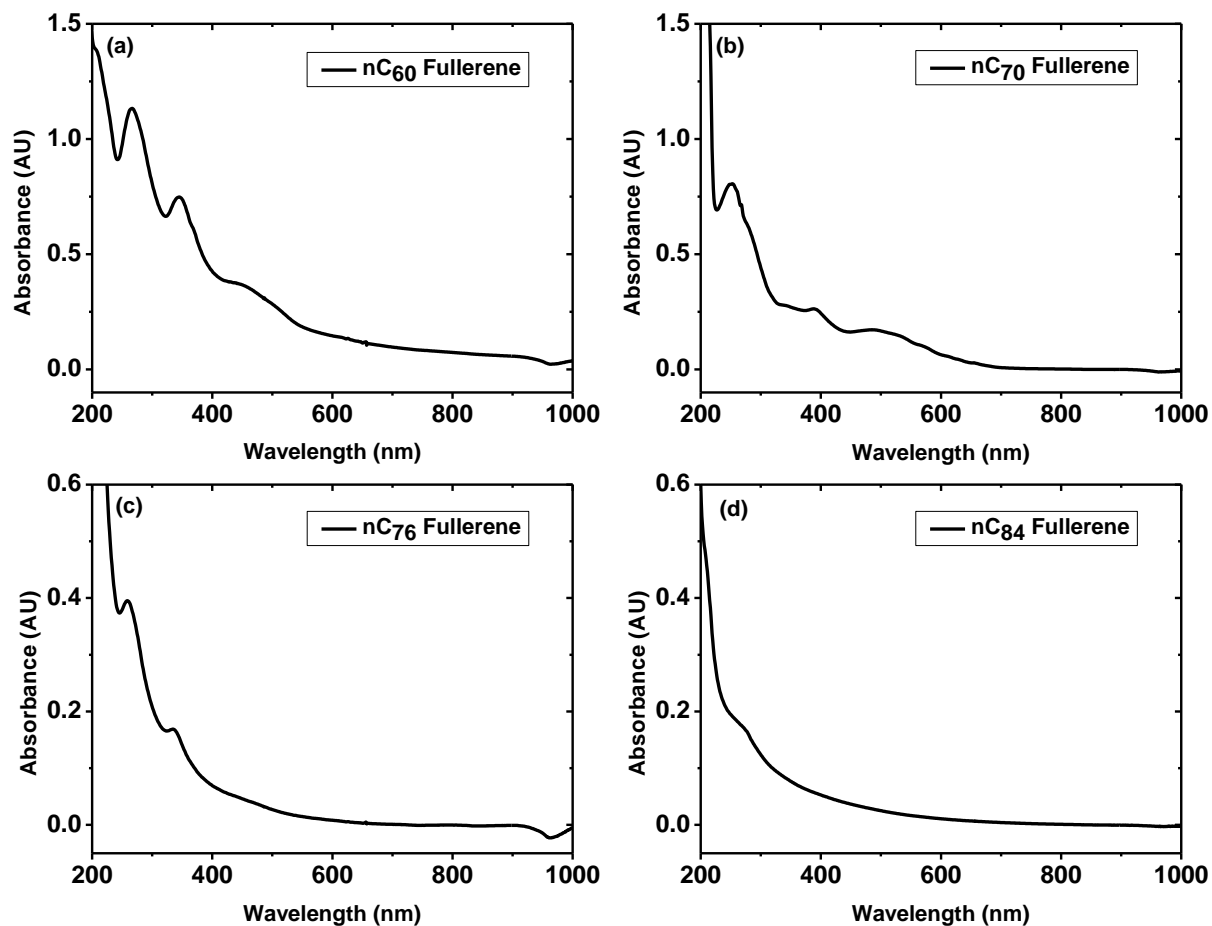 (a)
nC60 Fullerene
1.5
1.0
0.5
0.0
Absorbance (AU)
200 400 600 800 1000
Wavelength (nm)
(b)
nC70 Fullerene
1.5
1.0
0.5
0.0
Absorbance (AU)
200 400 600 800 1000
Wavelength (nm)
(c)
nC76 Fullerene
0.6
0.4
0.2
0.0
Absorbance (AU)
200 400 600 800 1000
Wavelength (nm)
(d)
nC84 Fullerene
0.6
0.4
0.2
0.0
Absorbance (AU)
200 400 600 800 1000
Wavelength (nm)